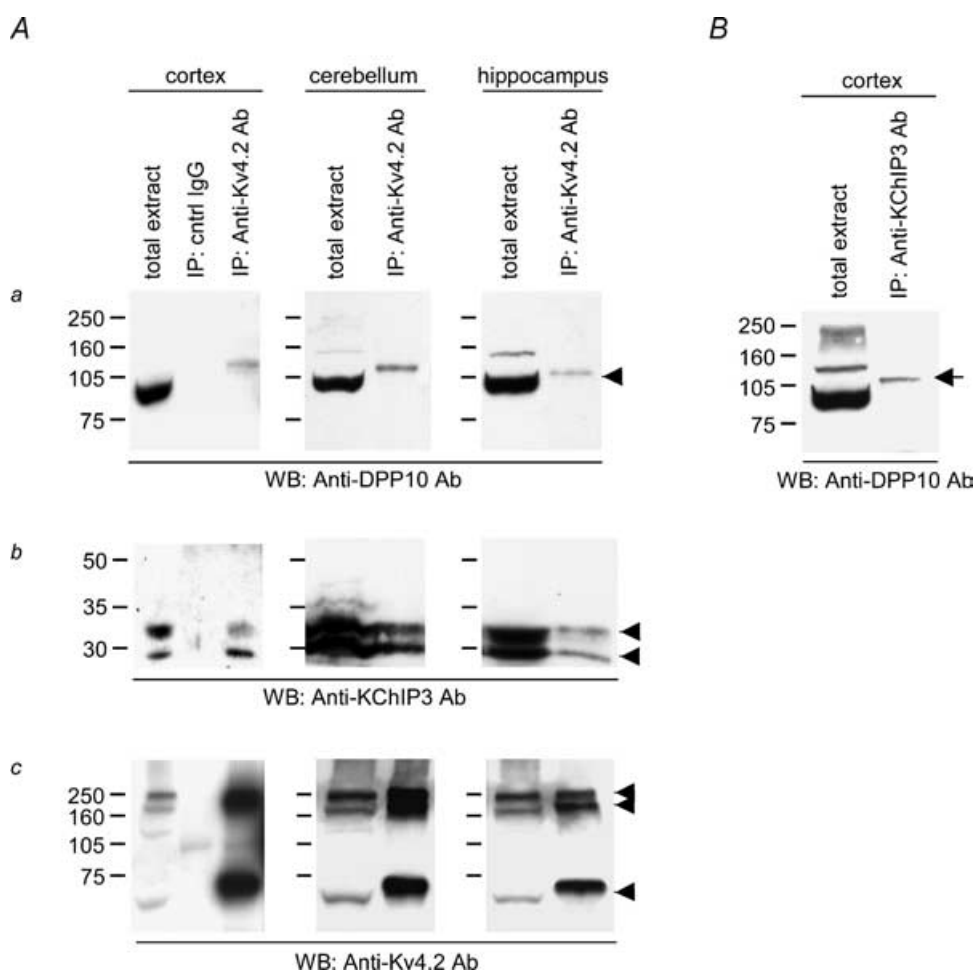 A
B
cortex
cerebellum
hippocampus
cortex
total extract
IP: cntrl IgG
IP: Anti-Kv4.2 Ab
total extract
IP: Anti-Kv4.2 Ab
total extract
IP: Anti-Kv4.2 Ab
total extract
IP: Anti-KChIP3 Ab
a
250
160
105
75
WB: Anti-DPP10 Ab
250
160
105
75
WB: Anti-DPP10 Ab
b
50
35
30
WB: Anti-KChIP3 Ab
c
250
160
105
75
WB: Anti-Kv4.2 Ab